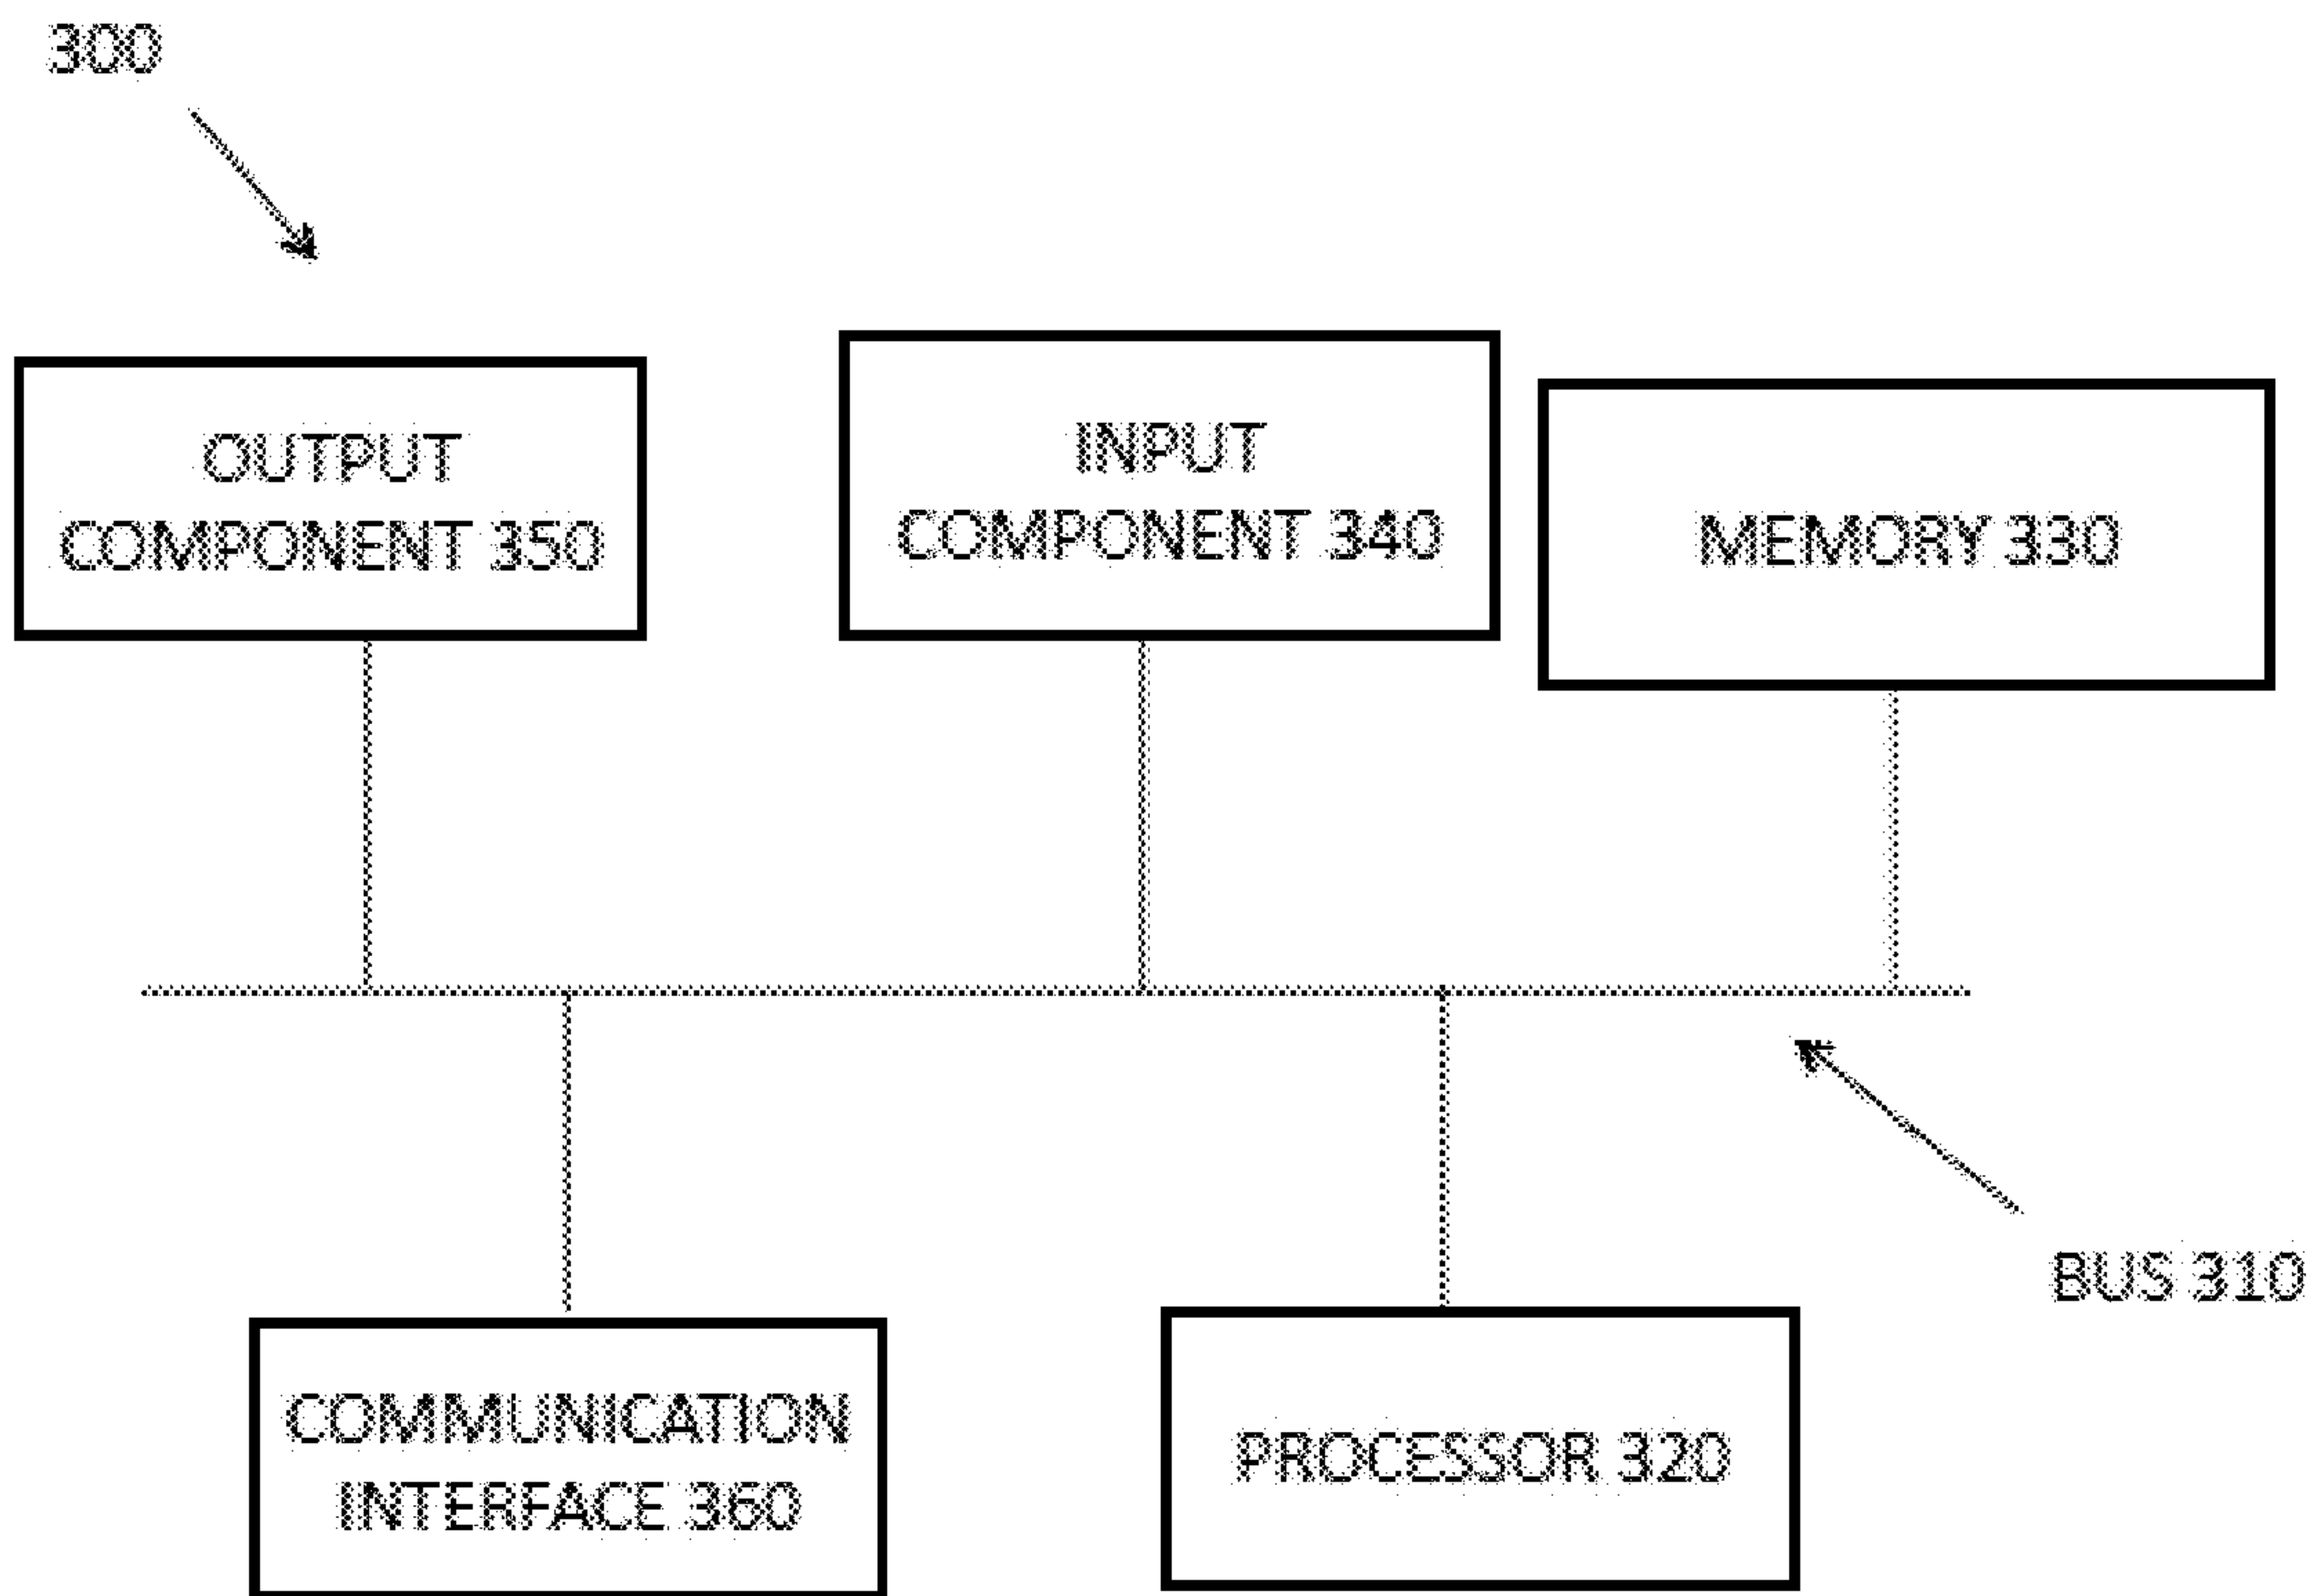 300
OUTPUT
COMPONENT 350
INPUT
COMPONENT 340
MEMORY 330
BUS 310
COMMUNICATION
INTERFACE 360
PROCESSOR 320